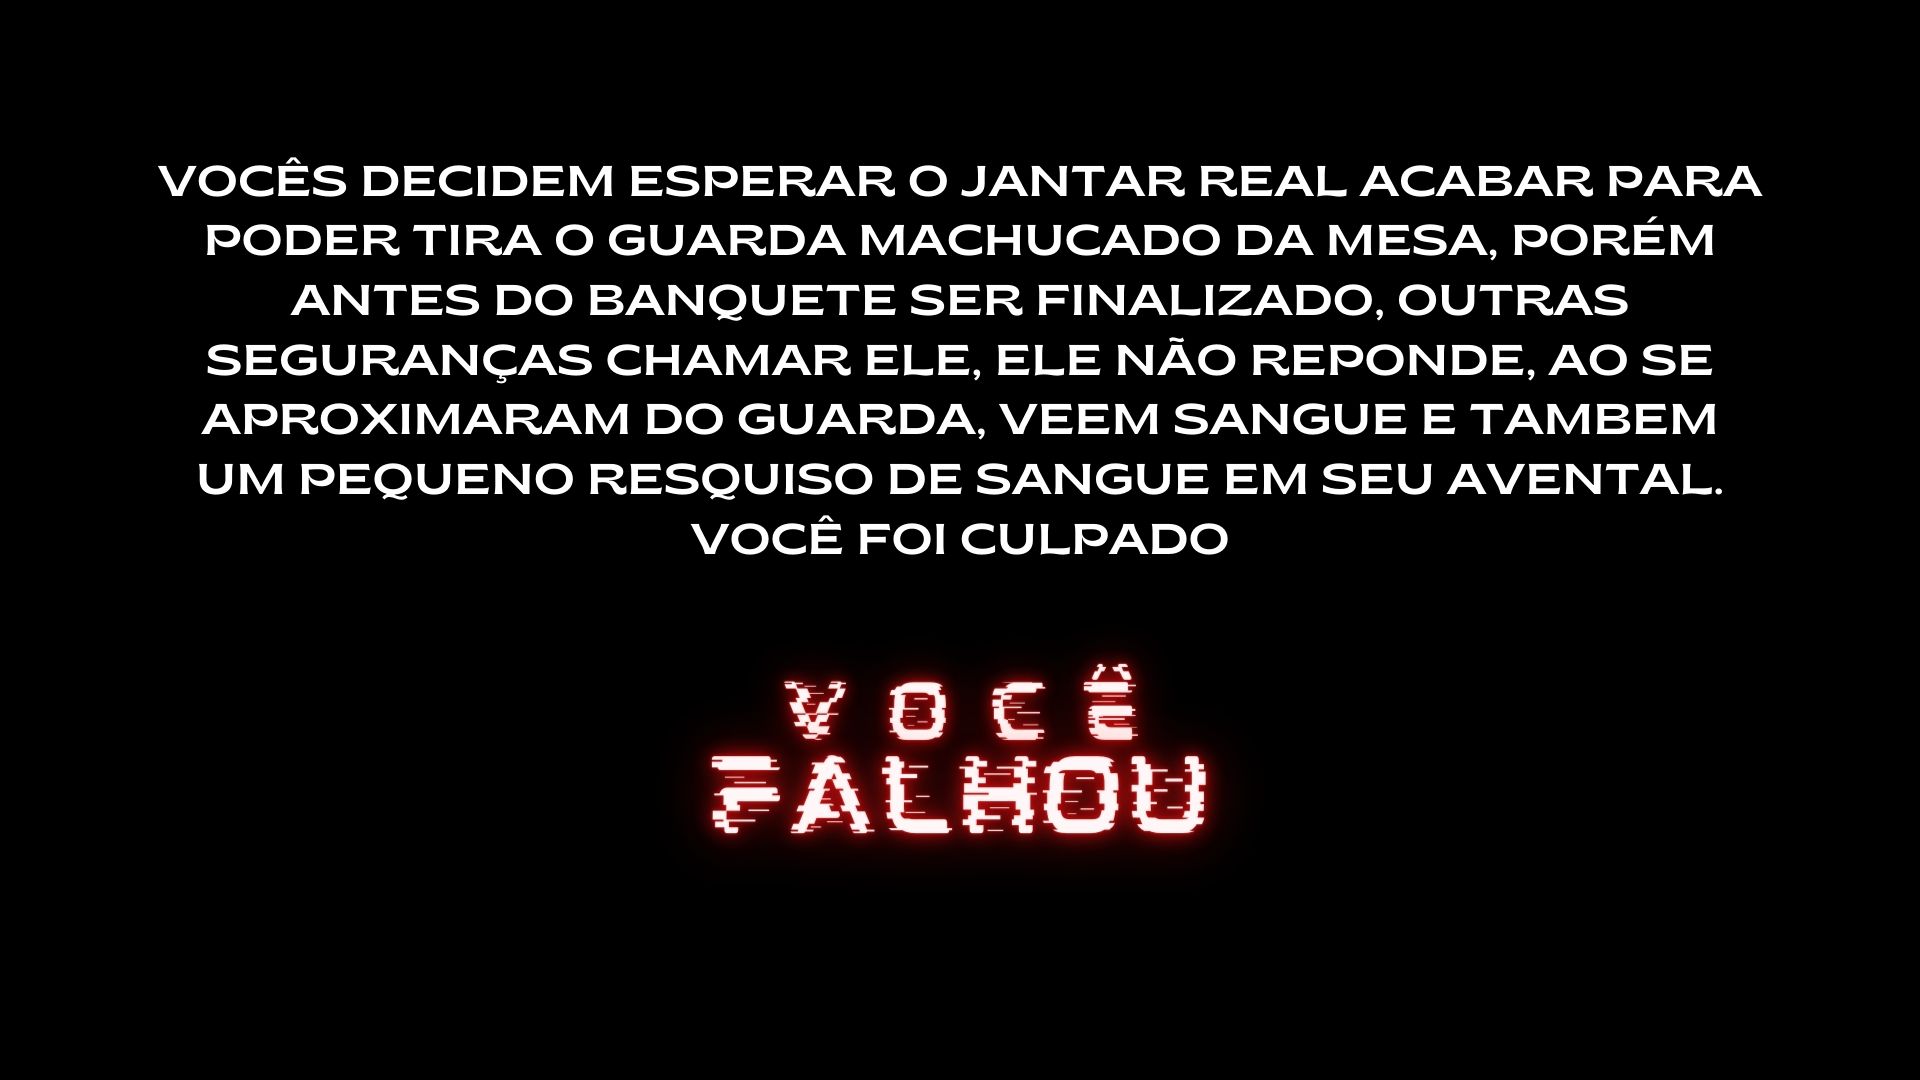 VOCÊS DECIDEM ESPERAR O JANTAR REAL ACABAR PARA
PODER TIRA O GUARDA MACHUCADO DA MESA, PORÉM
ANTES DO BANQUETE SER FINALIZADO, OUTRAS
SEGURANÇAS CHAMAR ELE, ELE NÃO REPONDE, AO SE
APROXIMARAM DO GUARDA, VEEM SANGUE E TAMBEM
UM PEQUENO RESQUISO DE SANGUE EM SEU AVENTAL.
VOCÊ FOI CULPADO
VOCÊ
FALHOU